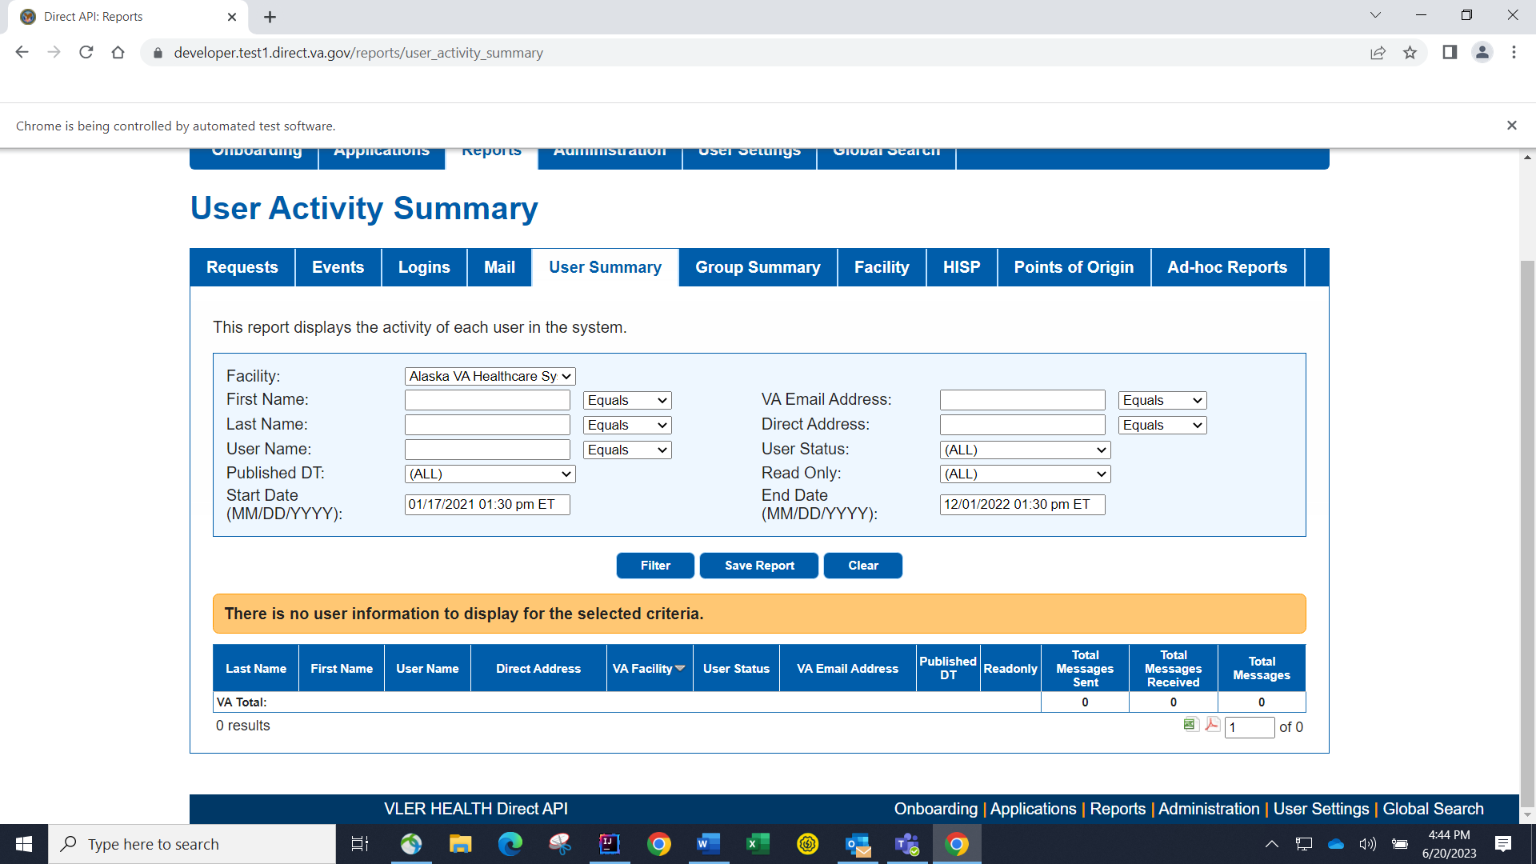 Direct API: Reports
developer.test1.direct.va.gov/reports/user_activity_summary
Chrome is being controlled by automated test software.
Onboarding Applications Reports Administration User Settings Global Search
User Activity Summary
Requests Events Logins Mail User Summary Group Summary Facility HISP Points of Origin Ad-hoc Reports
This report displays the activity of each user in the system.
Facility: Alaska VA Healthcare Sy
First Name: Equals VA Email Address: Equals
Last Name: Equals Direct Address: Equals
User Name: Equals User Status: (ALL)
Published DT: (ALL) Read Only: (ALL)
Start Date (MM/DD/YYYY): 01/17/2021 01:30 pm ET End Date (MM/DD/YYYY): 12/01/2022 01:30 pm ET
Filter Save Report Clear
There is no user information to display for the selected criteria.
Last Name First Name User Name Direct Address VA Facility User Status VA Email Address Published DT Readonly Total Messages Sent Total Messages Received Total Messages
VA Total: 0 0 0
0 results 1 of 0
VLER HEALTH Direct API Onboarding | Applications | Reports | Administration | User Settings | Global Search
Type here to search
4:44 PM
6/20/2023